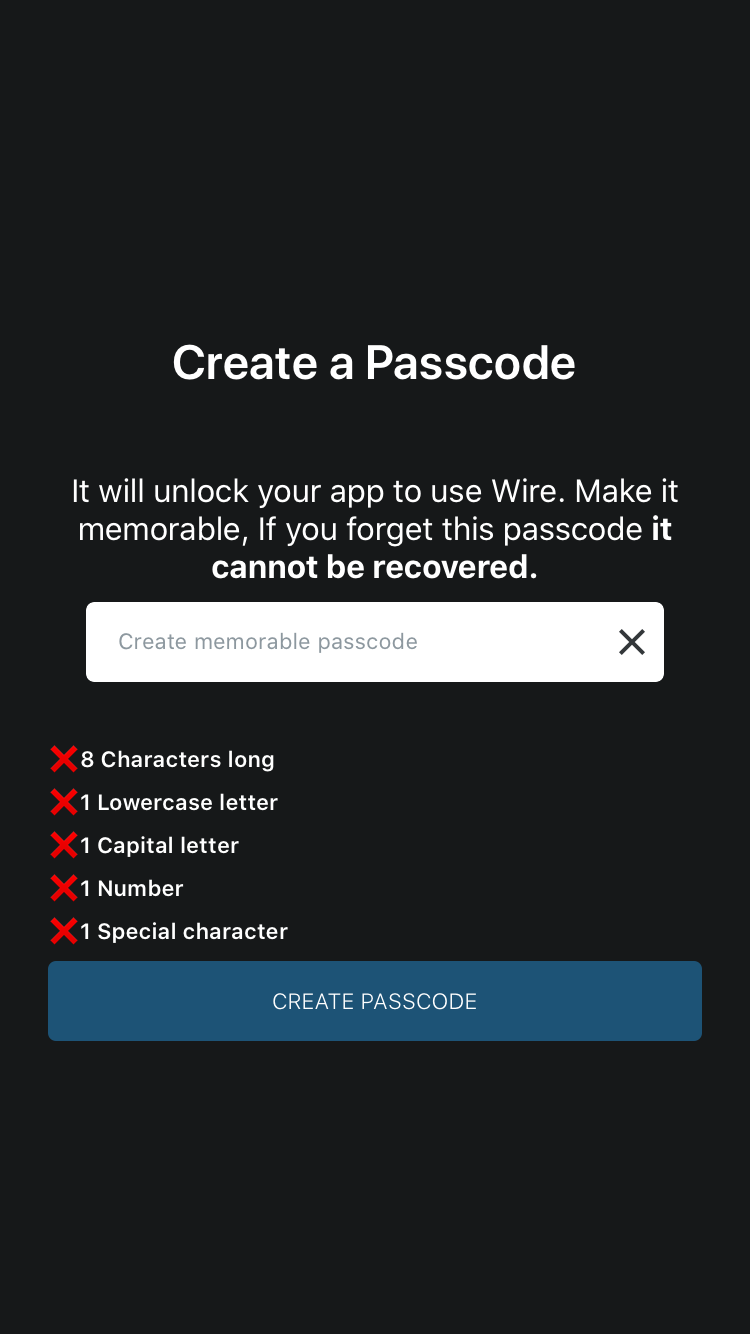 Create a Passcode
It will unlock your app to use Wire. Make it
memorable, If you forget this passcode it
cannot be recovered.
Create memorable passcode
8 Characters long
1 Lowercase letter
1 Capital letter
1 Number
1 Special character
CREATE PASSCODE